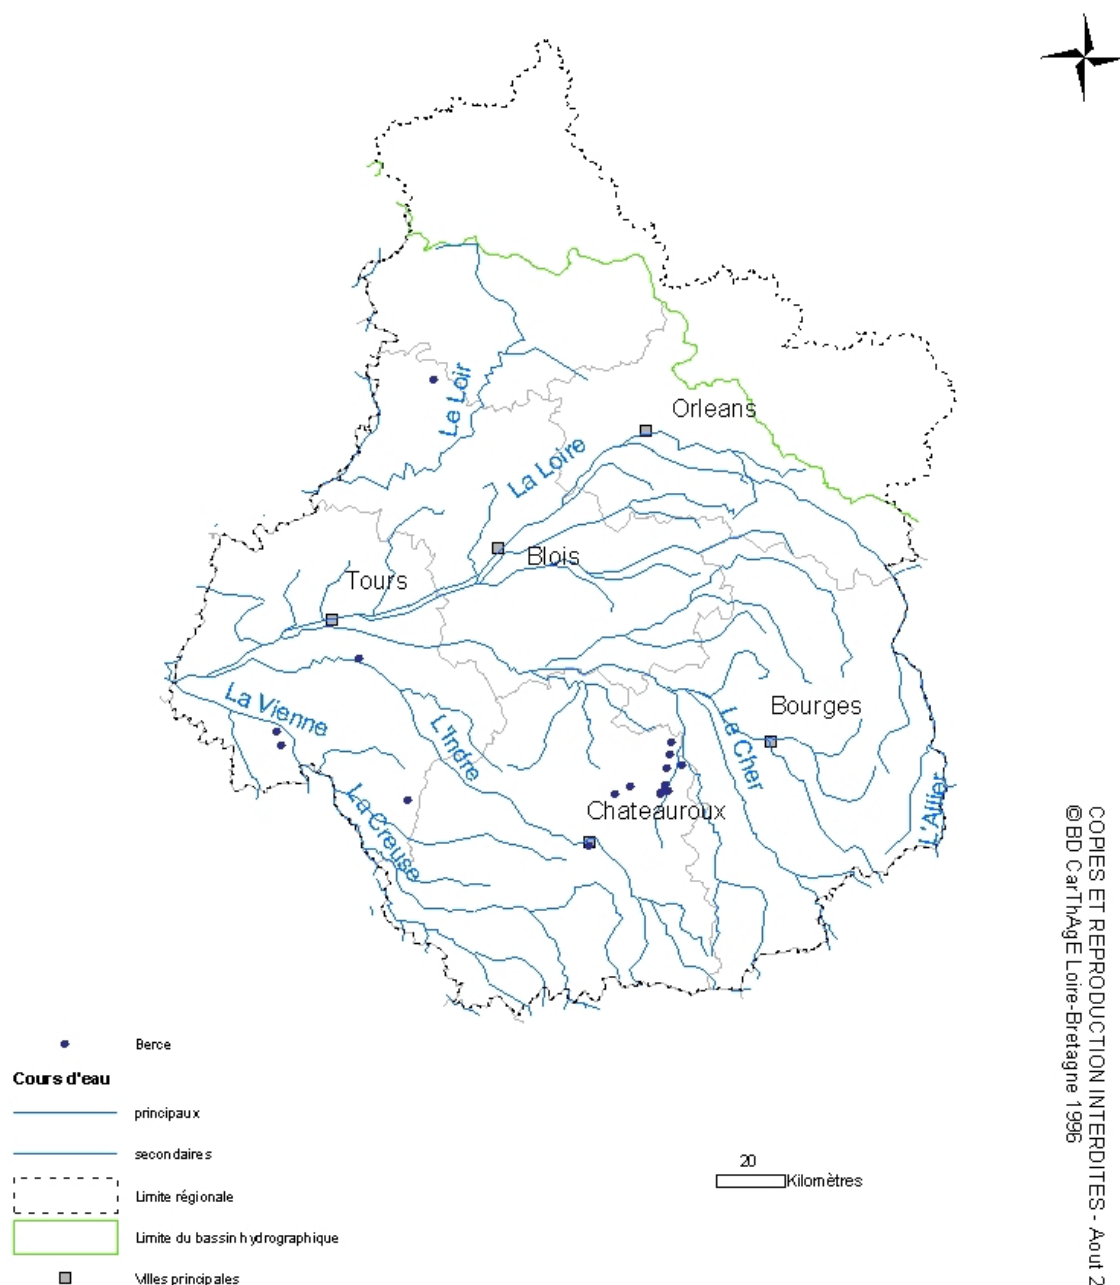 Orleans
Le Loir
La Loire
Blois
Tours
La Vienne
L'Indre
Bourges
Le Cher
Chateauroux
La Creuse
L'Allier
COPIES ET REPRODUCTION INTERDITES - Aout 2
© BD CarThAgE Loire-Bretagne 1996
Berce
Cours d'eau
principaux
secondaires
Limite régionale
Limite du bassin hydrographique
Villes principales
20
Kilomètres